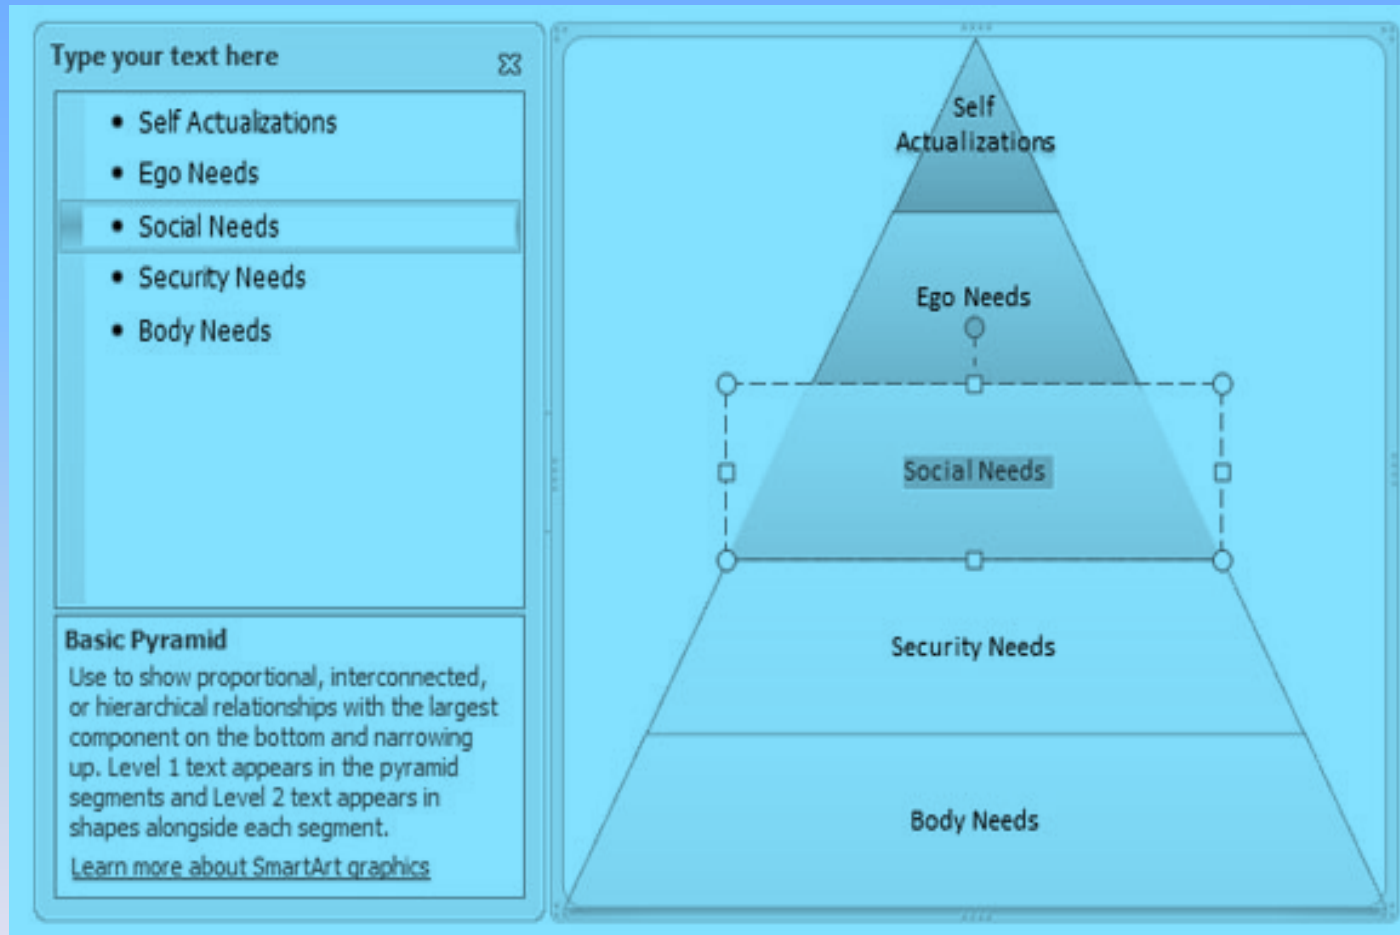 Type your text here
• Self Actualizations
• Ego Needs
• Social Needs
• Security Needs
• Body Needs
Basic Pyramid
Use to show proportional, interconnected,
or hierarchical relationships with the largest
component on the bottom and narrowing
up. Level 1 text appears in the pyramid
segments and Level 2 text appears in
shapes alongside each segment.
Learn more about SmartArt graphics
Self
Actualizations
Ego Needs
Social Needs
Security Needs
Body Needs